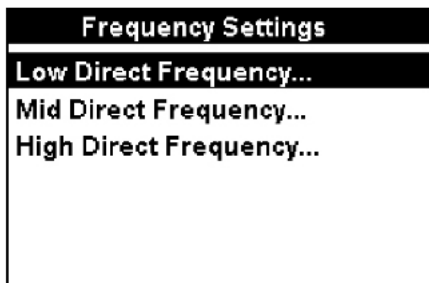 Frequency Settings
Low Direct Frequency...
Mid Direct Frequency...
High Direct Frequency...